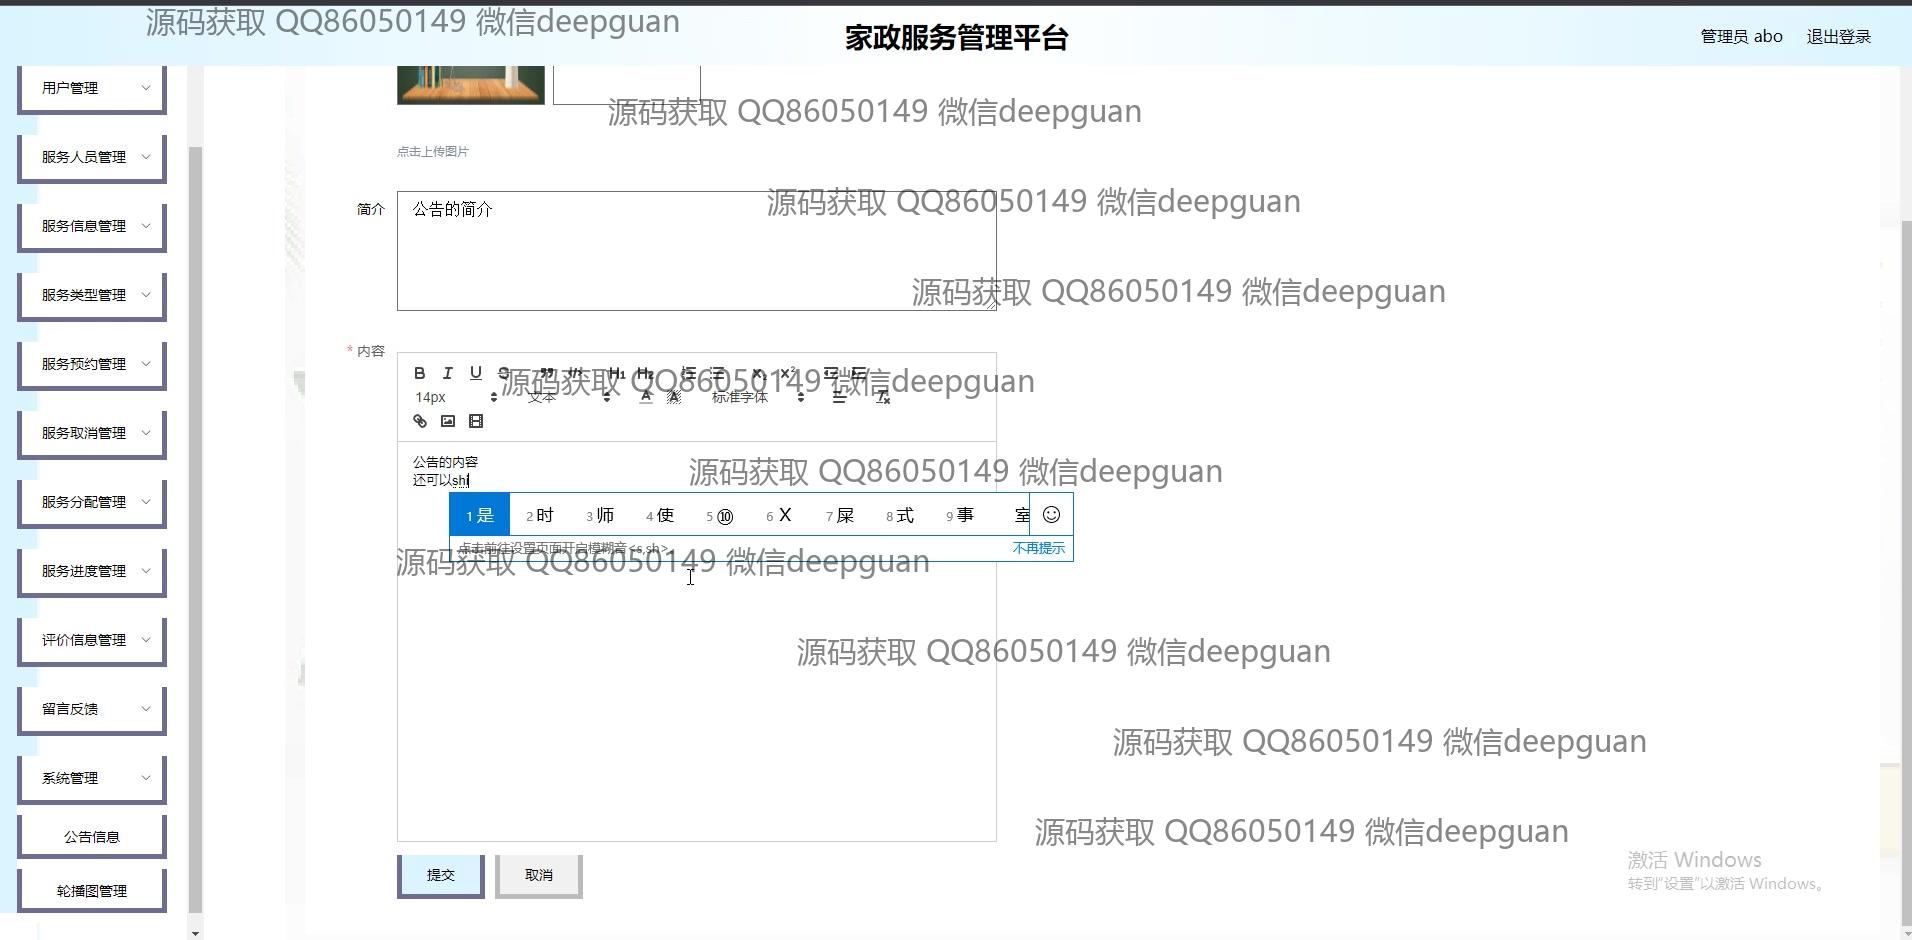 源码获取 QQ86050149 微信deepguan
家政服务管理平台
管理员 abo
退出登录
用户管理
服务人员管理
服务信息管理
服务类型管理
服务预约管理
服务取消管理
服务分配管理
服务进度管理
评价信息管理
留言反馈
系统管理
公告信息
轮播图管理
源码获取 QQ86050149 微信deepguan
点击上传图片
源码获取 QQ86050149 微信deepguan
简介
公告的简介
源码获取 QQ86050149 微信deepguan
* 内容
B I U S H1 H2 X2 X2
源码获取 QQ86050149 微信deepguan
14px 文本 A A 标准字体 Tx
公告的内容
还可以shi
源码获取 QQ86050149 微信deepguan
1 是 2 时 3 师 4 使 5 ⑩ 6 X 7 屎 8 式 9 事 室
点击前往设置页面开启模糊音<s,sh>
不再提示
源码获取 QQ86050149 微信deepguan
源码获取 QQ86050149 微信deepguan
源码获取 QQ86050149 微信deepguan
源码获取 QQ86050149 微信deepguan
提交
取消
激活 Windows
转到"设置"以激活 Windows。